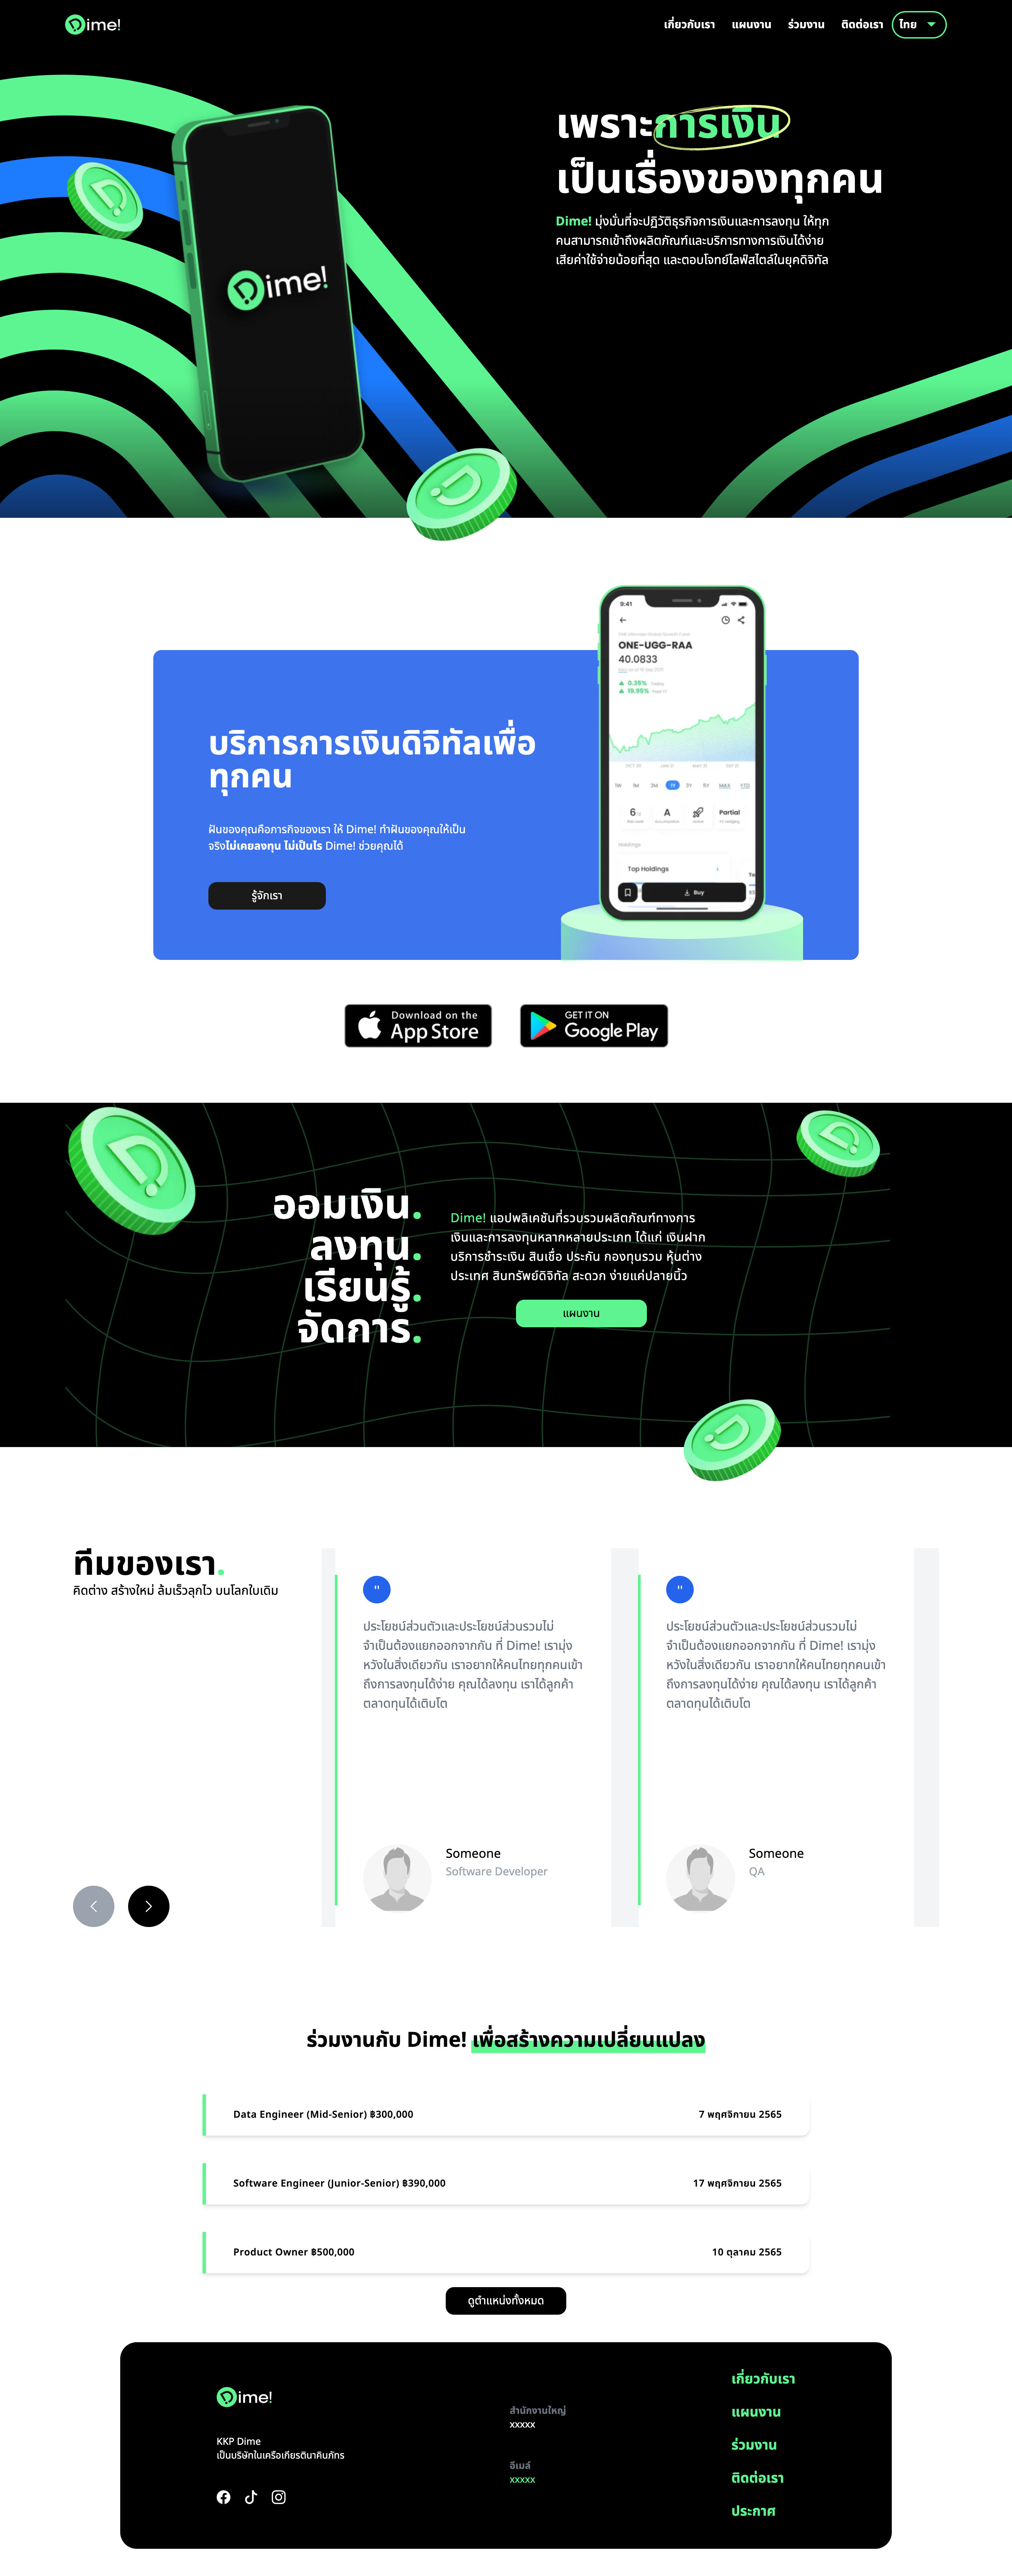 Dime!
เกี่ยวกับเรา
แผนงาน
ร่วมงาน
ติดต่อเรา
ไทย
เพราะการเงิน
เป็นเรื่องของทุกคน
Dime! มุ่งมั่นที่จะปฏิวัติธุรกิจการเงินและการลงทุน ให้ทุก
คนสามารถเข้าถึงผลิตภัณฑ์และบริการทางการเงินได้ง่าย
เสียค่าใช้จ่ายน้อยที่สุด และตอบโจทย์ไลฟ์สไตล์ในยุคดิจิทัล
Dime!
9:41
ONE-UGG-RAA
40.0833
0.35% Today
19.95%
1W 1M 3M 1Y 3Y 5Y MAX YTD
6 A Partial
Holdings
Top Holdings
Buy
บริการการเงินดิจิทัลเพื่อ
ทุกคน
ฝันของคุณคือภารกิจของเรา ให้ Dime! ทำฝันของคุณให้เป็น
จริงไม่เคยลงทุน ไม่เป็นไร Dime! ช่วยคุณได้
รู้จักเรา
Download on the
App Store
GET IT ON
Google Play
ออมเงิน.
ลงทุน.
เรียนรู้.
จัดการ.
Dime! แอปพลิเคชันที่รวบรวมผลิตภัณฑ์ทางการ
เงินและการลงทุนหลากหลายประเภท ได้แก่ เงินฝาก
บริการชำระเงิน สินเชื่อ ประกัน กองทุนรวม หุ้นต่าง
ประเทศ สินทรัพย์ดิจิทัล สะดวก ง่ายแค่ปลายนิ้ว
แผนงาน
ทีมของเรา.
คิดต่าง สร้างใหม่ ล้มเร็วลุกไว บนโลกใบเดิม
"
ประโยชน์ส่วนตัวและประโยชน์ส่วนรวมไม่
จำเป็นต้องแยกออกจากกัน ที่ Dime! เรามุ่ง
หวังในสิ่งเดียวกัน เราอยากให้คนไทยทุกคนเข้า
ถึงการลงทุนได้ง่าย คุณได้ลงทุน เราได้ลูกค้า
ตลาดทุนได้เติบโต
Someone
Software Developer
"
ประโยชน์ส่วนตัวและประโยชน์ส่วนรวมไม่
จำเป็นต้องแยกออกจากกัน ที่ Dime! เรามุ่ง
หวังในสิ่งเดียวกัน เราอยากให้คนไทยทุกคนเข้า
ถึงการลงทุนได้ง่าย คุณได้ลงทุน เราได้ลูกค้า
ตลาดทุนได้เติบโต
Someone
QA
ร่วมงานกับ Dime! เพื่อสร้างความเปลี่ยนแปลง
Data Engineer (Mid-Senior) ฿300,000
7 พฤศจิกายน 2565
Software Engineer (Junior-Senior) ฿390,000
17 พฤศจิกายน 2565
Product Owner ฿500,000
10 ตุลาคม 2565
ดูตำแหน่งทั้งหมด
Dime!
KKP Dime
เป็นบริษัทในเครือเกียรตินาคินภัทร
สำนักงานใหญ่
xxxxx
อีเมล์
xxxxx
เกี่ยวกับเรา
แผนงาน
ร่วมงาน
ติดต่อเรา
ประกาศ